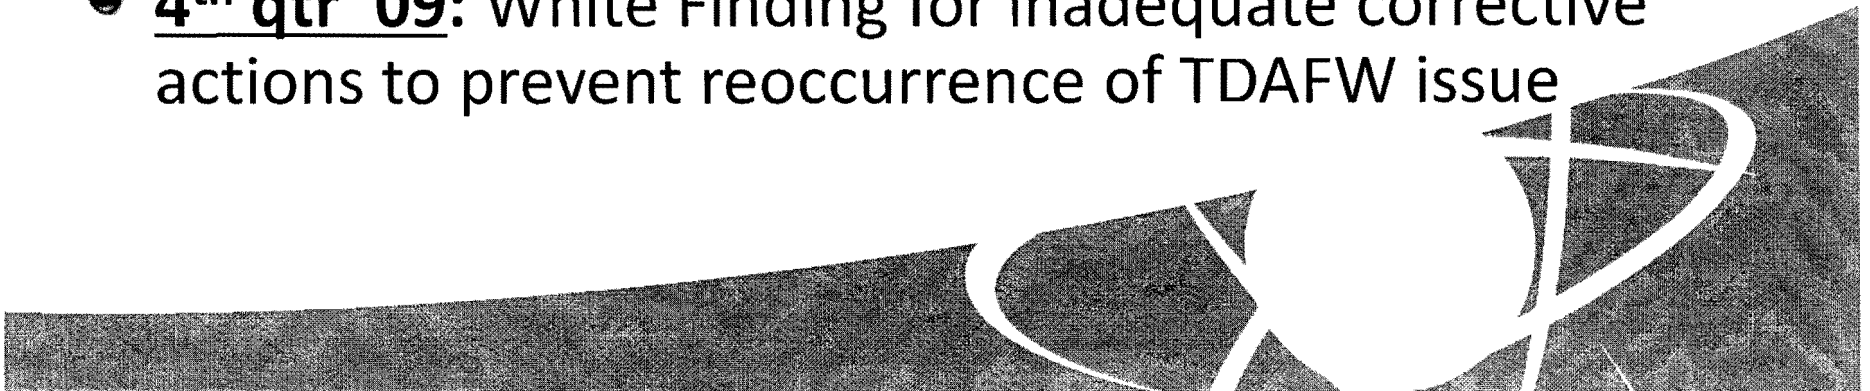 4th qtr '09: White Finding for inadequate corrective
actions to prevent reoccurrence of TDAFW issue